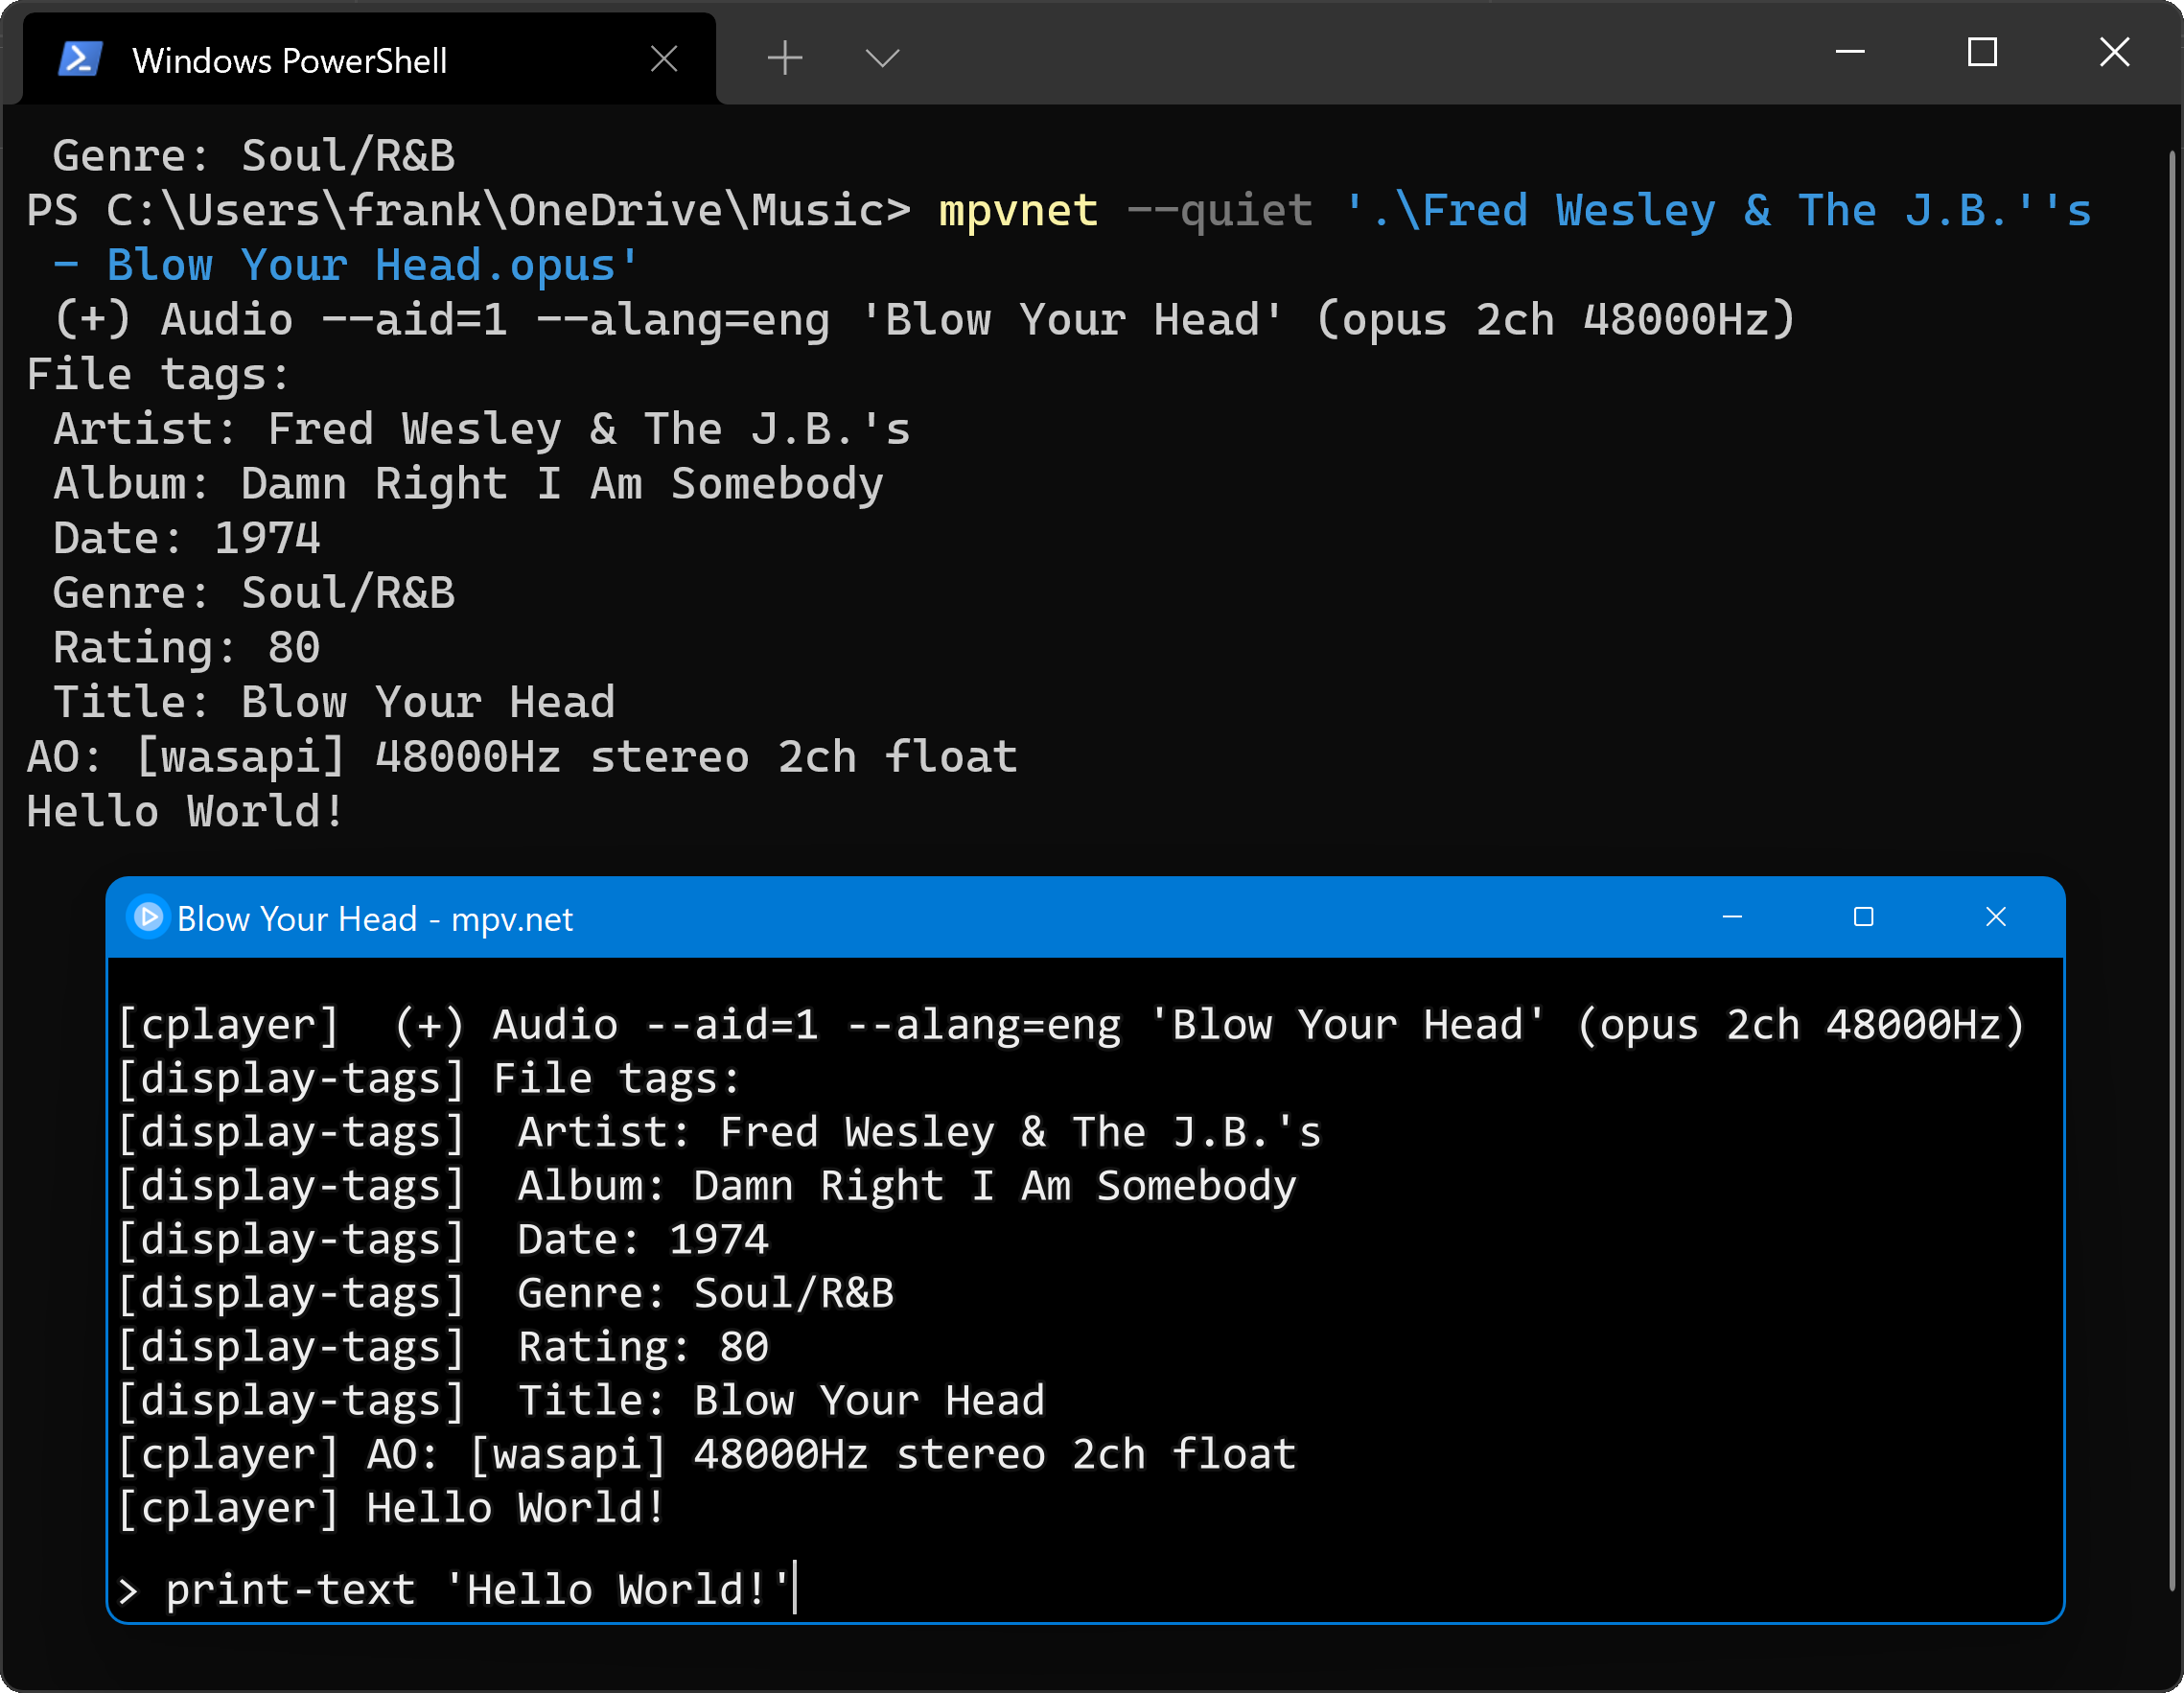 Windows PowerShell
 Genre: Soul/R&B
PS C:\Users\frank\OneDrive\Music> mpvnet --quiet '.\Fred Wesley & The J.B.''s
 - Blow Your Head.opus'
 (+) Audio --aid=1 --alang=eng 'Blow Your Head' (opus 2ch 48000Hz)
File tags:
 Artist: Fred Wesley & The J.B.'s
 Album: Damn Right I Am Somebody
 Date: 1974
 Genre: Soul/R&B
 Rating: 80
 Title: Blow Your Head
AO: [wasapi] 48000Hz stereo 2ch float
Hello World!
Blow Your Head - mpv.net
[cplayer]  (+) Audio --aid=1 --alang=eng 'Blow Your Head' (opus 2ch 48000Hz)
[display-tags] File tags:
[display-tags]  Artist: Fred Wesley & The J.B.'s
[display-tags]  Album: Damn Right I Am Somebody
[display-tags]  Date: 1974
[display-tags]  Genre: Soul/R&B
[display-tags]  Rating: 80
[display-tags]  Title: Blow Your Head
[cplayer] AO: [wasapi] 48000Hz stereo 2ch float
[cplayer] Hello World!
> print-text 'Hello World!'